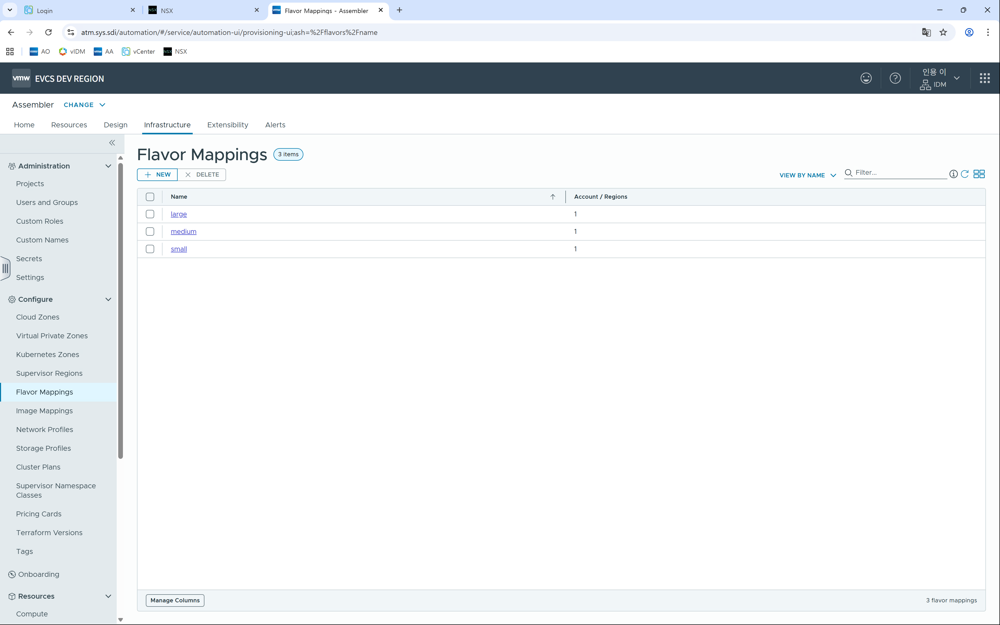 Login
NSX
NSX
vmw
Flavor Mappings - Assembler
atm.sys.sdi/automation/#/service/automation-ui/provisioning-ui;ash=%2Fflavors%2Fname
vmw
AO
vIDM
vmw
AA
vCenter
NSX
NSX
vmw
EVCS DEV REGION
인용 이
IDM
Assembler
CHANGE
Home
Resources
Design
Infrastructure
Extensibility
Alerts
Administration
Projects
Users and Groups
Custom Roles
Custom Names
Secrets
Settings
Configure
Cloud Zones
Virtual Private Zones
Kubernetes Zones
Supervisor Regions
Flavor Mappings
Image Mappings
Network Profiles
Storage Profiles
Cluster Plans
Supervisor Namespace
Classes
Pricing Cards
Terraform Versions
Tags
Onboarding
Resources
Compute
Flavor Mappings
3 items
NEW
DELETE
VIEW BY NAME
Filter...
Name
Account / Regions
large
1
medium
1
small
1
Manage Columns
3 flavor mappings